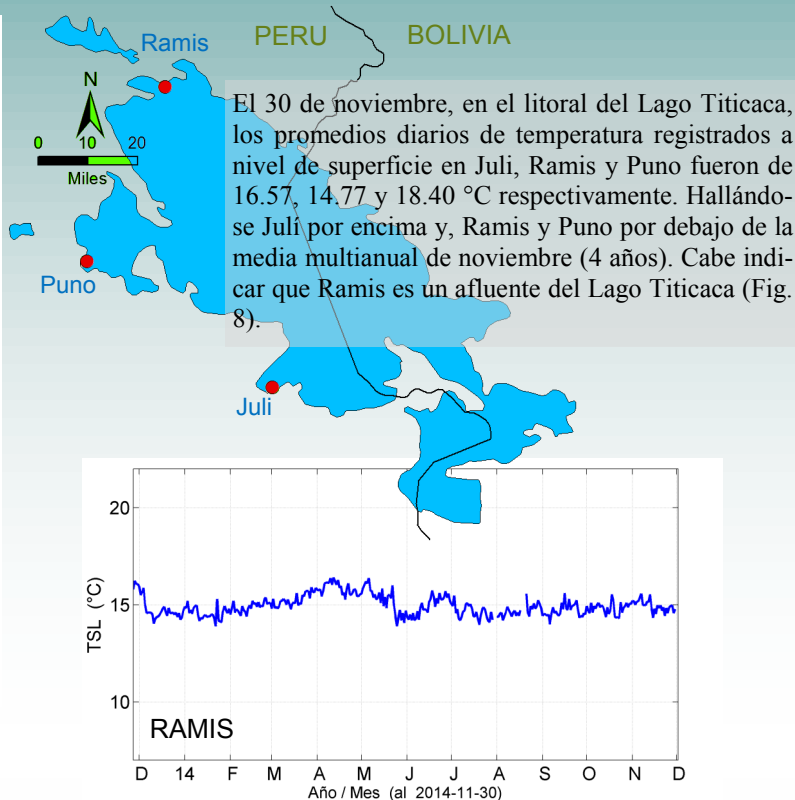 Ramis
PERU
BOLIVIA
N
0 10 20
Miles
El 30 de noviembre, en el litoral del Lago Titicaca,
los promedios diarios de temperatura registrados a
nivel de superficie en Juli, Ramis y Puno fueron de
16.57, 14.77 y 18.40 °C respectivamente. Hallándo-
se Julí por encima y, Ramis y Puno por debajo de la
media multianual de noviembre (4 años). Cabe indi-
car que Ramis es un afluente del Lago Titicaca (Fig.
8).
Puno
Juli
20
15
10
TSL (°C)
RAMIS
D 14 F M A M J J A S O N D
Año / Mes (al 2014-11-30)